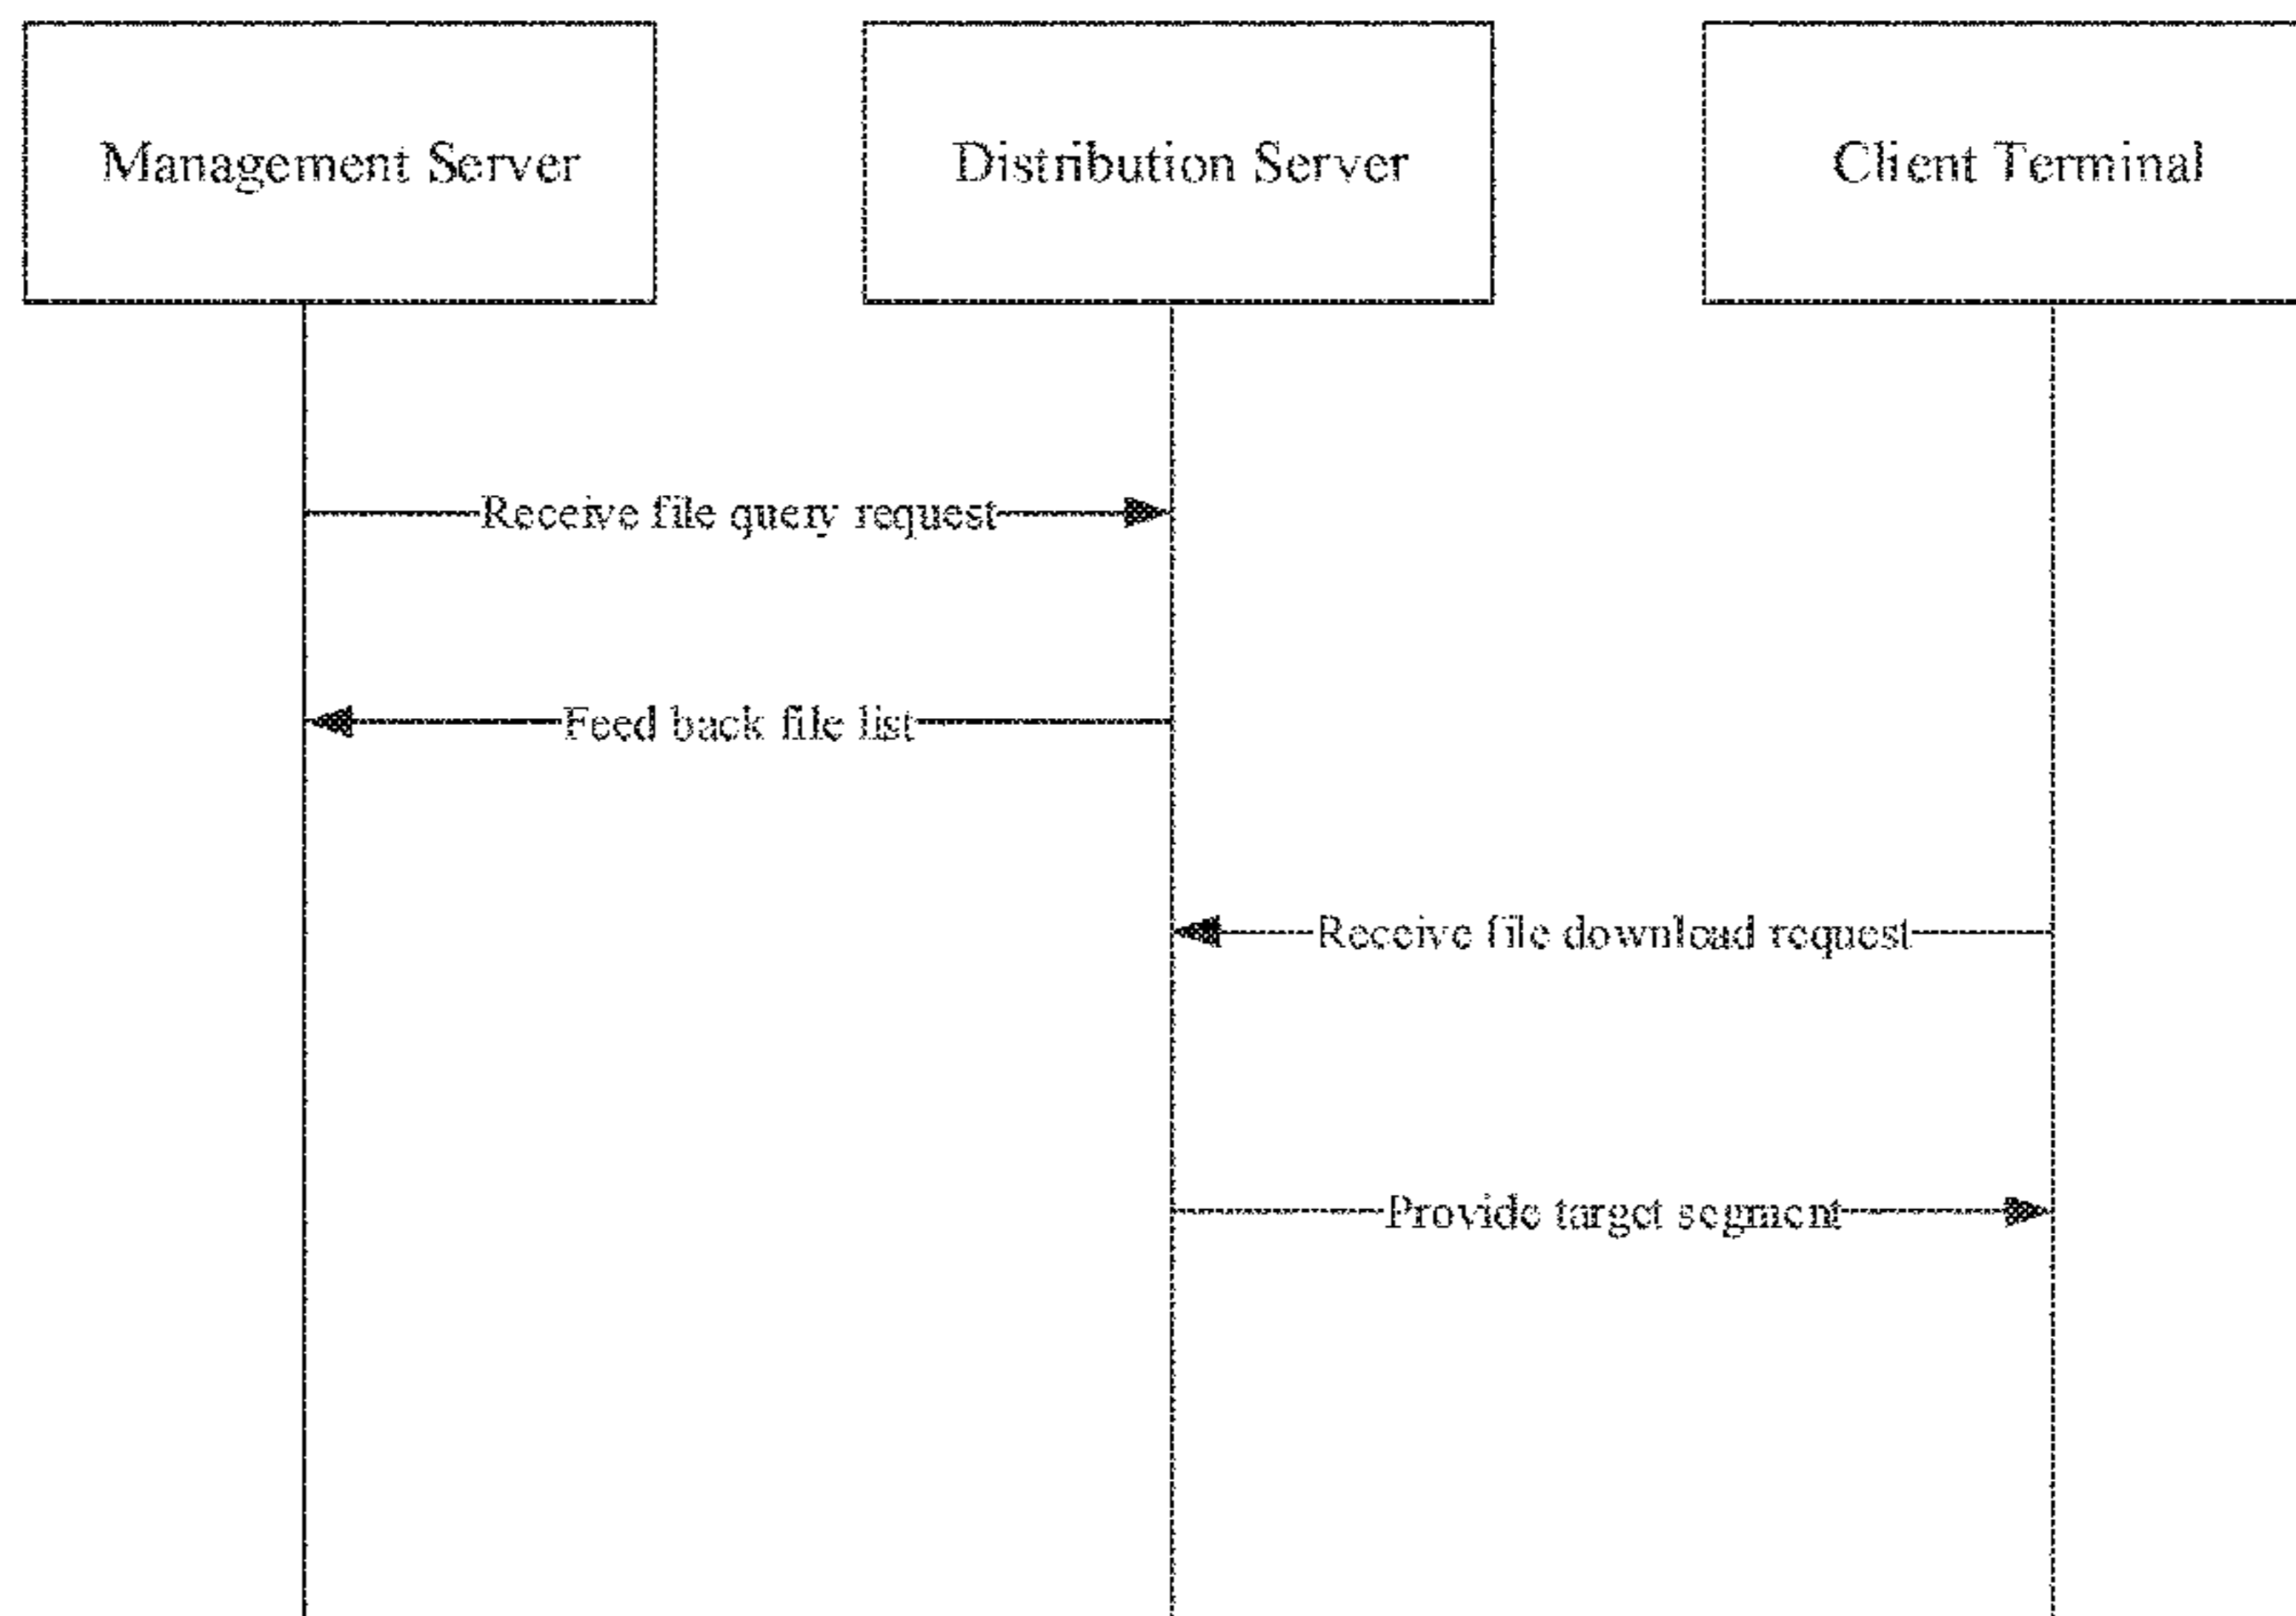 Management Server
Distribution Server
Client Terminal
Receive file query request
Feed back file list
Receive file download request
Provide target segment